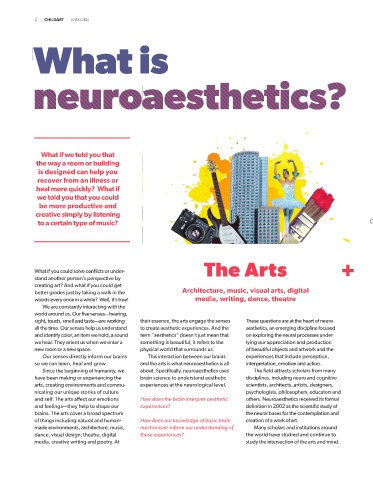 2 CHILDART
What is
neuroaesthetics?
What if we told you that
the way a room or building
is designed can help you
recover from an illness or
heal more quickly? What if
we told you that you could
be more productive and
creative simply by listening
to a certain type of music?
The Arts +
Architecture, music, visual arts, digital
media, writing, dance, theatre
What if you could solve conflicts or under-
stand another person's perspective by
creating art? And what if you could get
better grades just by taking a walk in the
woods every once in a while? Well, it's true!
We are constantly interacting with the
world around us. Our five senses—hearing,
sight, touch, smell and taste—are working
all the time. Our senses help us understand
and identify color, an item we hold, a sound
we hear. They orient us when we enter a
new room or a new space.
Our senses directly inform our brains
so we can learn, heal and grow.
Since the beginning of humanity, we
have been making or experiencing the
arts, creating environments and commu-
nicating our unique stories of culture
and self. The arts affect our emotions
and feelings—they help to shape our
brains. The arts cover a broad spectrum
of things including natural and human-
made environments, architecture, music,
dance, visual design, theatre, digital
media, creative writing and poetry. At
their essence, the arts engage the senses
to create aesthetic experiences. And the
term "aesthetics" doesn't just mean that
something is beautiful, it refers to the
physical world that surrounds us.
This interaction between our brains
and the arts is what neuroaesthetics is all
about. Specifically, neuroaesthetics uses
brain science to understand aesthetic
experiences at the neurological level.
How does the brain interpret aesthetic
experiences?
How does our knowledge of basic brain
mechanisms inform our understanding of
these experiences?
These questions are at the heart of neuro-
aesthetics, an emerging discipline focused
on exploring the neural processes under-
lying our appreciation and production
of beautiful objects and artwork and the
experiences that include perception,
interpretation, emotion and action.
The field attracts scholars from many
disciplines, including neuro and cognitive
scientists, architects, artists, designers,
psychologists, philosophers, educators and
others. Neuroaesthetics received its formal
definition in 2002 as the scientific study of
the neural bases for the contemplation and
creation of a work of art.
Many scholars and institutions around
the world have studied and continue to
study the intersection of the arts and mind.